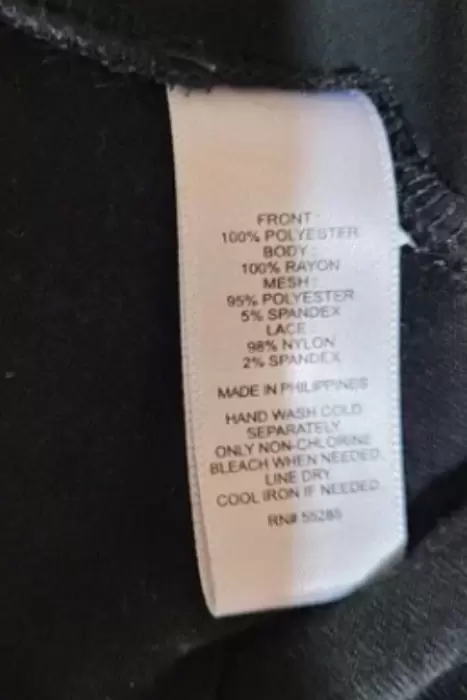 FRONT:
100% POLYESTER
BODY:
100% RAYON
MESH:
95% POLYESTER
5% SPANDEX
LACE
98% NYLON
2% SPANDEX
MADE IN PHILIPPINES
HAND WASH COLD
SEPARATELY
ONLY NON-CHLORINE
BLEACH WHEN NEEDED
LINE DRY
COOL IRON IF NEEDED
RN# 55285